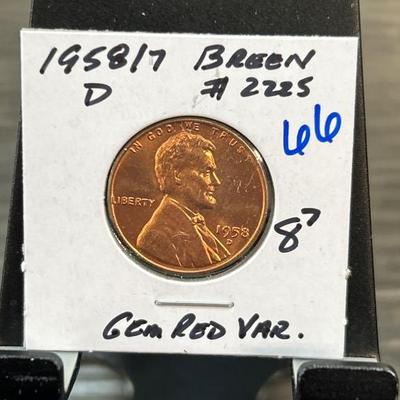 1958/7 BREEN
D # 2225
66
IN GOD WE TRUST
LIBERTY
1958
D
8⁷
GEM RED VAR.